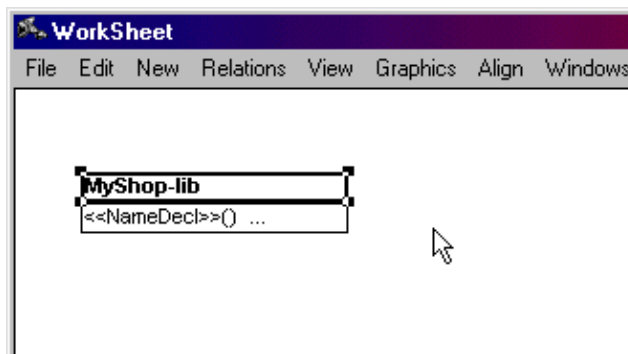 WorkSheet
File Edit New Relations View Graphics Align Windows
MyShop-lib
<<NameDecl>>() ...